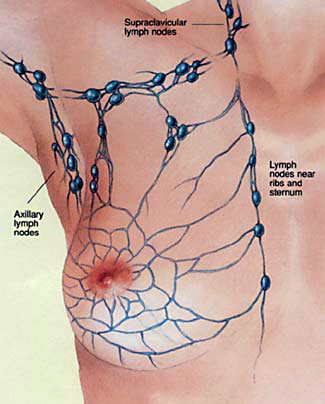 Supraclavicular
lymph nodes
Lymph
nodes near
ribs and
sternum
Axillary
lymph
nodes